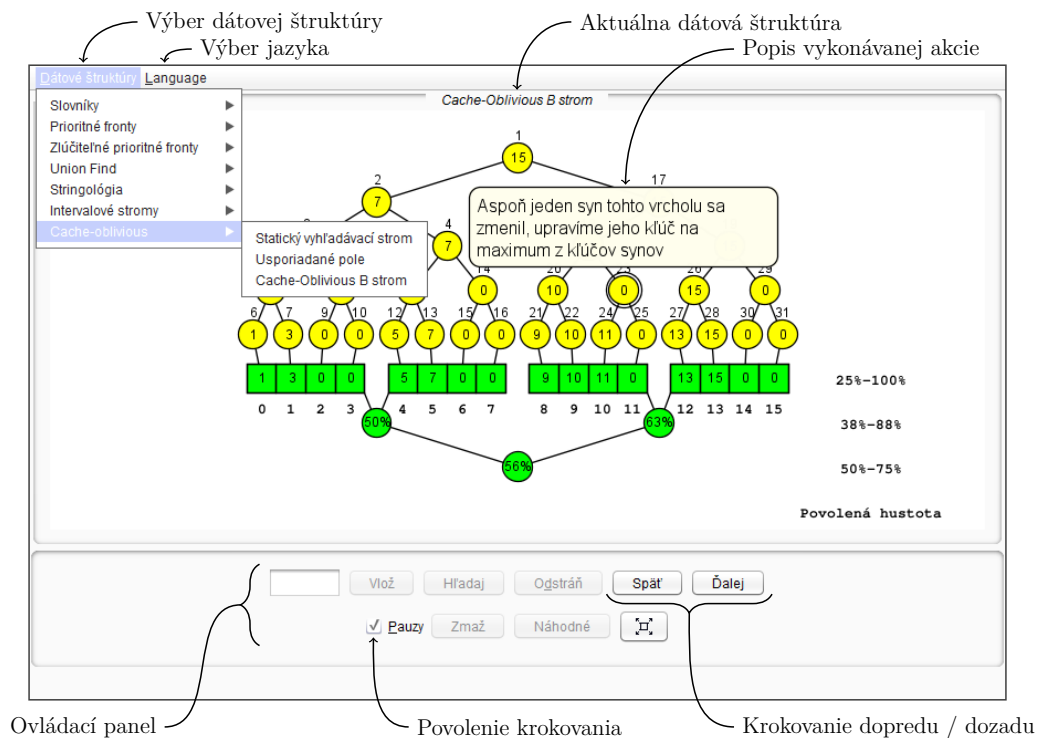 Výber dátovej štruktúry
Aktuálna dátová štruktúra
Výber jazyka
Popis vykonávanej akcie
Dátové štruktúry Language
Cache-Oblivious B strom
Slovníky
Prioritné fronty
Zlúčiteľné prioritné fronty
Union Find
Stringológia
Intervalové stromy
Cache-oblivious
Statický vyhľadávací strom
Usporiadané pole
Cache-Oblivious B strom
1
15
2 17
7
Aspoň jeden syn tohto vrcholu sa
zmenil, upravíme jeho kľúč na
maximum z kľúčov synov
4
7
14 20 23 29
0 10 0 15 0
6 7 9 10 12 13 15 16 21 22 24 25 27 28 30 31
1 3 0 0 5 7 0 0 9 10 11 0 13 15 0 0
1 3 0 0 5 7 0 0 9 10 11 0 13 15 0 0
25%-100%
0 1 2 3 4 5 6 7 8 9 10 11 12 13 14 15
50% 63%
38%-88%
56%
50%-75%
Povolená hustota
Vlož Hľadaj Odstráň Späť Ďalej
Pauzy Zmaž Náhodné
Ovládací panel
Povolenie krokovania
Krokovanie dopredu / dozadu